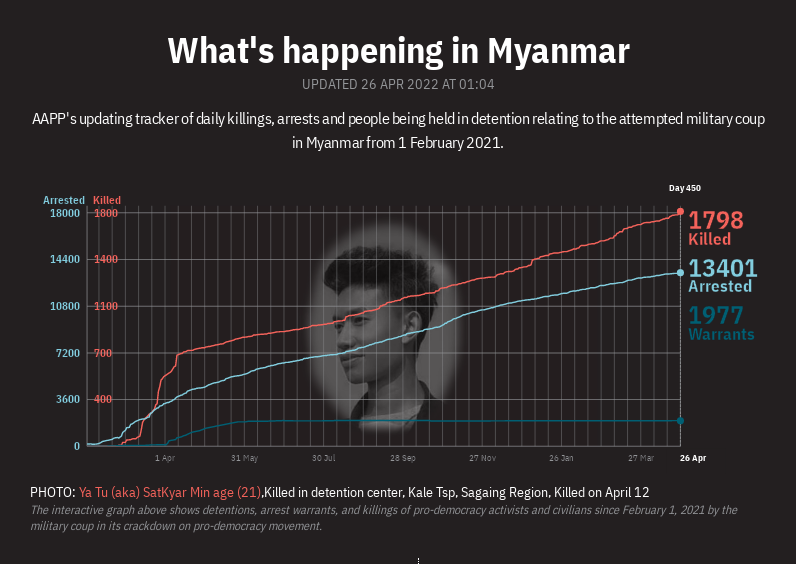 What's happening in Myanmar
UPDATED 26 APR 2022 AT 01:04
AAPP's updating tracker of daily killings, arrests and people being held in detention relating to the attempted military coup
in Myanmar from 1 February 2021.
Day 450
Arrested Killed
18000 1800
1798
Killed
14400 1400
13401
Arrested
10800 1100
1977
Warrants
7200 700
3600 400
0
1 Apr 31 May 30 Jul 28 Sep 27 Nov 26 Jan 27 Mar 26 Apr
PHOTO: Ya Tu (aka) SatKyar Min age (21),Killed in detention center, Kale Tsp, Sagaing Region, Killed on April 12
The interactive graph above shows detentions, arrest warrants, and killings of pro-democracy activists and civilians since February 1, 2021 by the
military coup in its crackdown on pro-democracy movement.